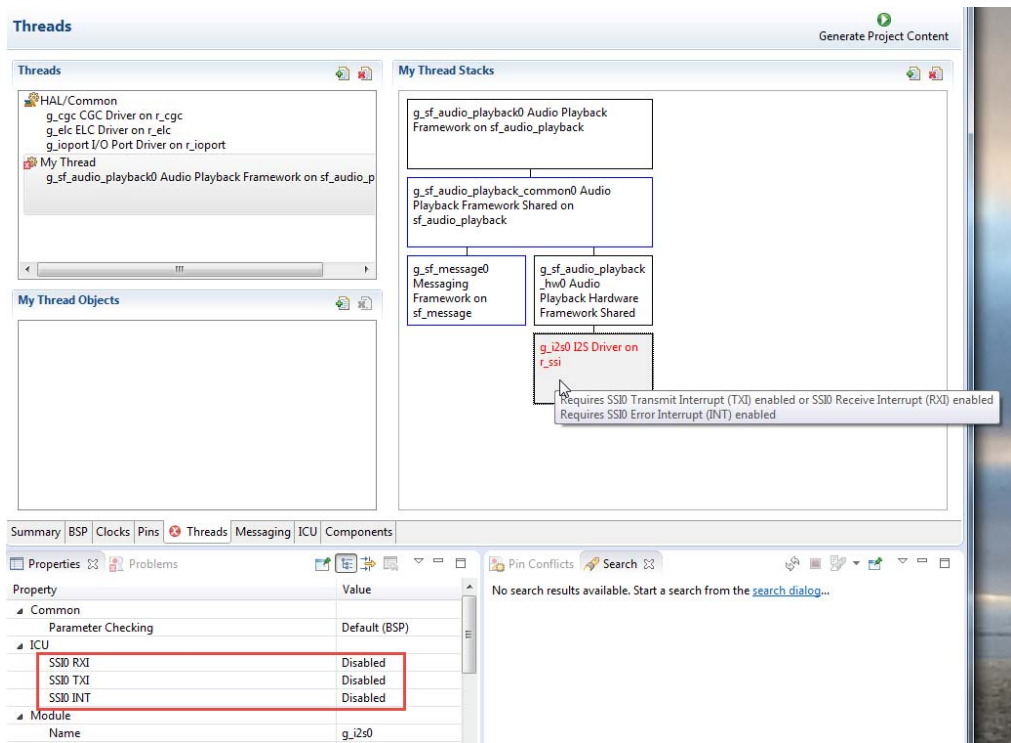 Threads
Generate Project Content
Threads
HAL/Common
g_cgc CGC Driver on r_cgc
g_elc ELC Driver on r_elc
g_ioport I/O Port Driver on r_ioport
My Thread
g_sf_audio_playback0 Audio Playback Framework on sf_audio_p
My Thread Objects
My Thread Stacks
g_sf_audio_playback0 Audio Playback
Framework on sf_audio_playback
g_sf_audio_playback_common0 Audio
Playback Framework Shared on
sf_audio_playback
g_sf_message0
Messaging
Framework on
sf_message
g_sf_audio_playback
_hw0 Audio
Playback Hardware
Framework Shared
g_i2s0 I2S Driver on
r_ssi
Requires SSI0 Transmit Interrupt (TXI) enabled or SSI0 Receive Interrupt (RXI) enabled
Requires SSI0 Error Interrupt (INT) enabled
Summary BSP Clocks Pins Threads Messaging ICU Components
Properties Problems
Property Value
Common
Parameter Checking Default (BSP)
ICU
SSI0 RXI Disabled
SSI0 TXI Disabled
SSI0 INT Disabled
Module
Name g_i2s0
Pin Conflicts Search
No search results available. Start a search from the search dialog...